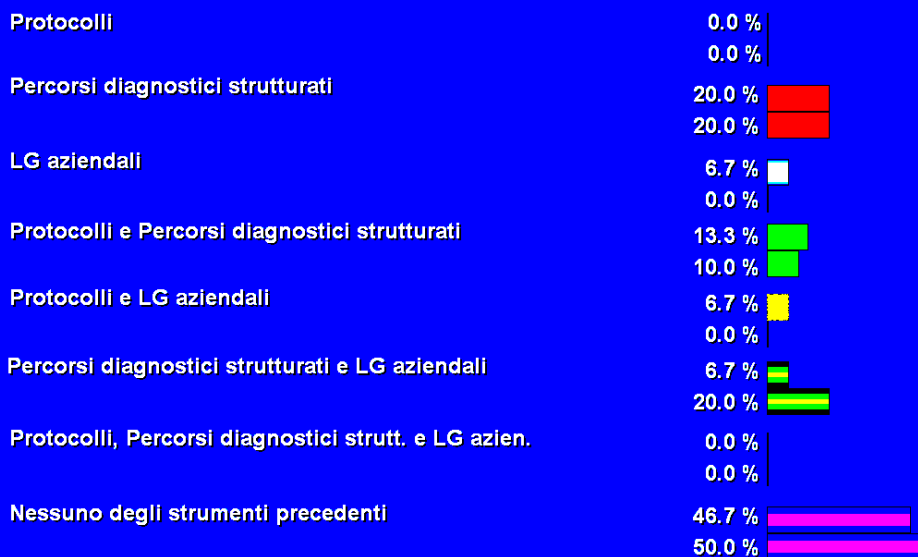 Protocolli 0.0 %
0.0 %
Percorsi diagnostici strutturati 20.0 %
20.0 %
LG aziendali 6.7 %
0.0 %
Protocolli e Percorsi diagnostici strutturati 13.3 %
10.0 %
Protocolli e LG aziendali 6.7 %
0.0 %
Percorsi diagnostici strutturati e LG aziendali 6.7 %
20.0 %
Protocolli, Percorsi diagnostici strutt. e LG azien. 0.0 %
0.0 %
Nessuno degli strumenti precedenti 46.7 %
50.0 %